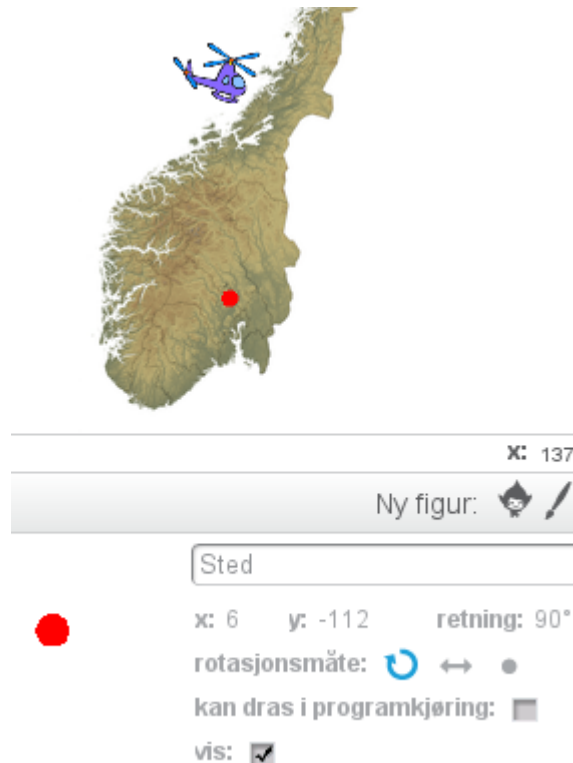 x: 137
Ny figur:
Sted
x: 6 y: -112 retning: 90°
rotasjonsmåte:
kan dras i programkjøring:
vis: